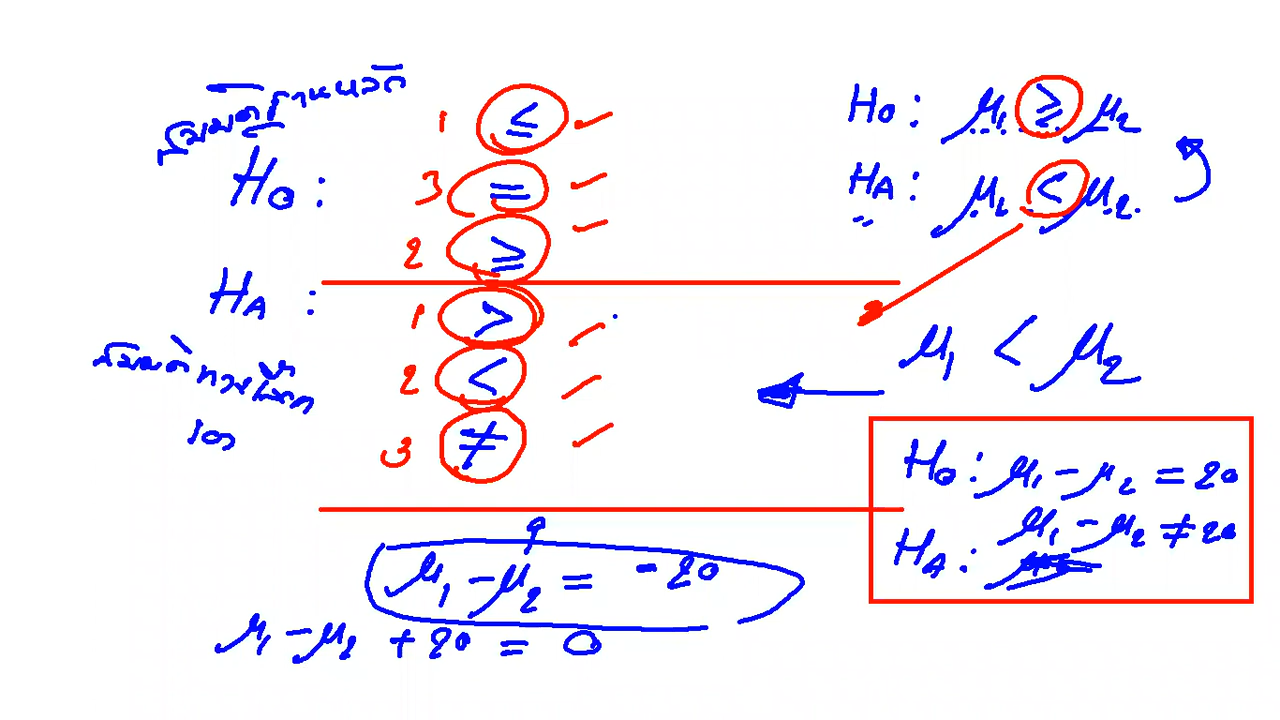 1 ≤ ✓
H0: 3 = ✓
2 ≥ ✓
HA: 1 > ✓
2 < ✓
3 ≠ ✓
H0: μ1 ≥ μ2
HA: μ1 < μ2
μ1 < μ2
H0: μ1 - μ2 = 20
HA: μ1 - μ2 ≠ 20
μ1 - μ2 = -20
μ1 - μ2 + 20 = 0